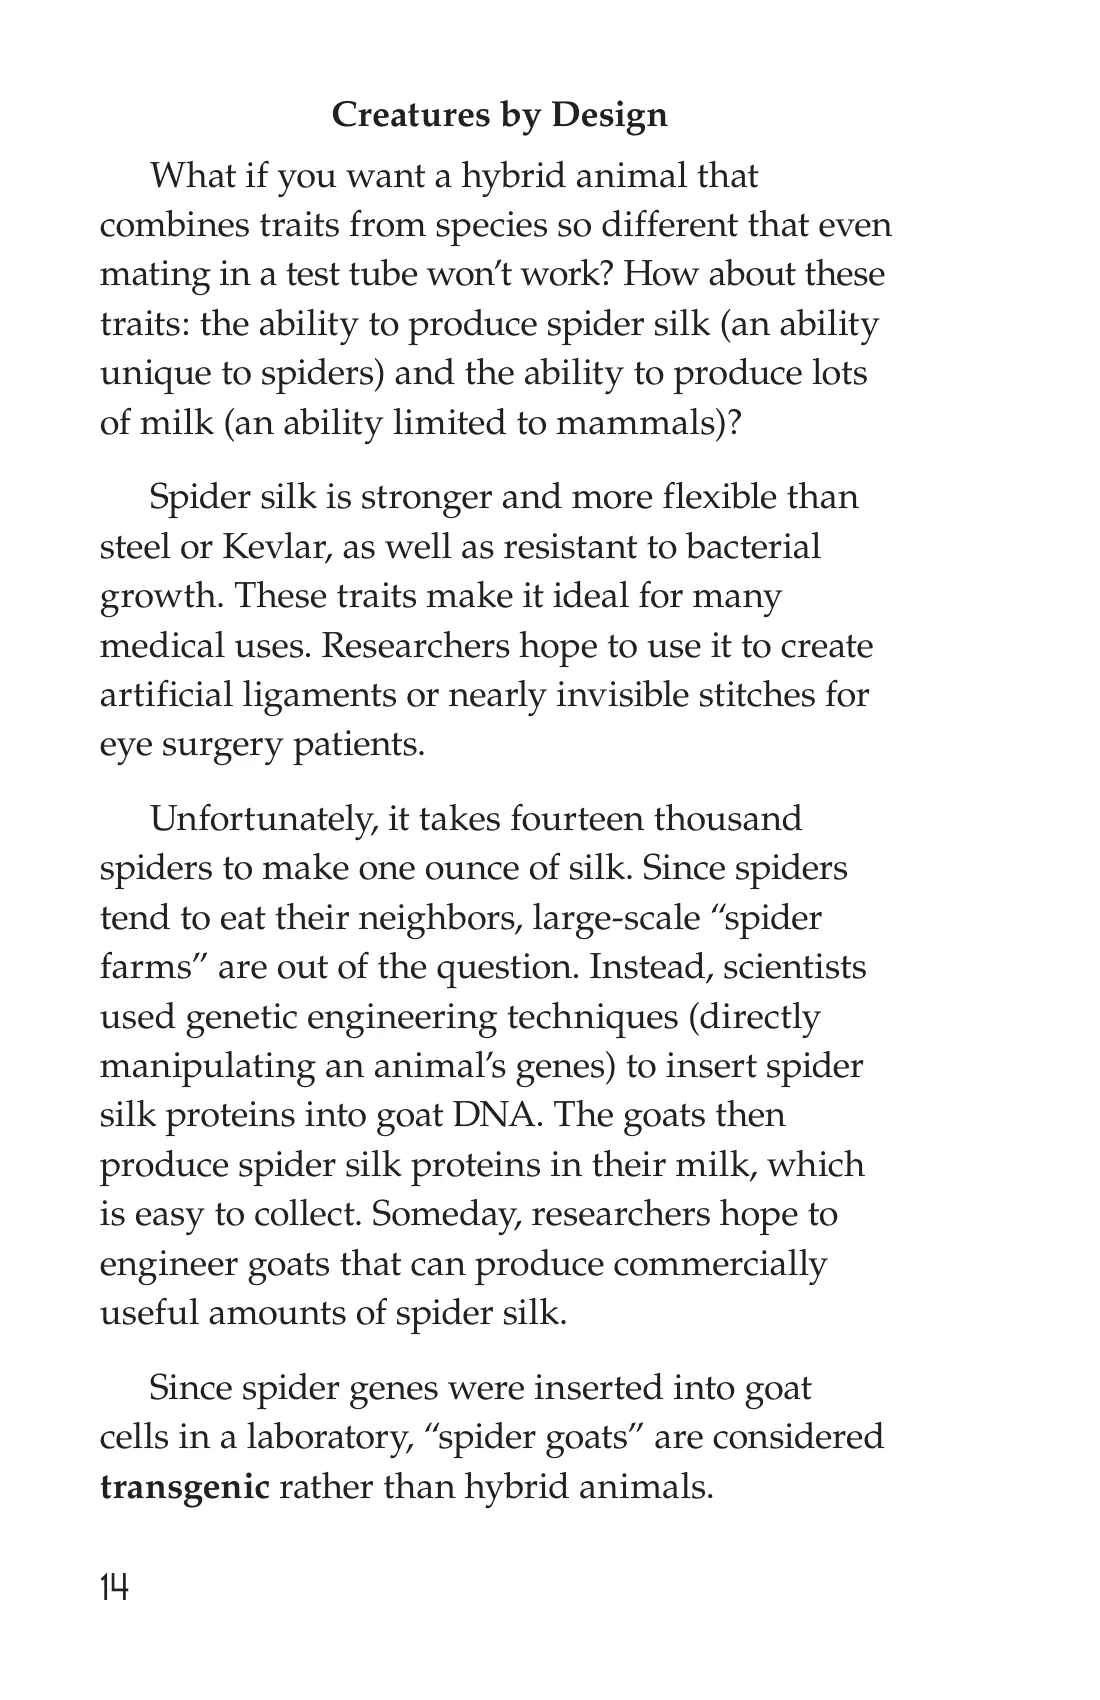 Creatures by Design
What if you want a hybrid animal that
combines traits from species so different that even
mating in a test tube won’t work? How about these
traits: the ability to produce spider silk (an ability
unique to spiders) and the ability to produce lots
of milk (an ability limited to mammals)?
Spider silk is stronger and more flexible than
steel or Kevlar, as well as resistant to bacterial
growth. These traits make it ideal for many
medical uses. Researchers hope to use it to create
artificial ligaments or nearly invisible stitches for
eye surgery patients.
Unfortunately, it takes fourteen thousand
spiders to make one ounce of silk. Since spiders
tend to eat their neighbors, large-scale “spider
farms” are out of the question. Instead, scientists
used genetic engineering techniques (directly
manipulating an animal’s genes) to insert spider
silk proteins into goat DNA. The goats then
produce spider silk proteins in their milk, which
is easy to collect. Someday, researchers hope to
engineer goats that can produce commercially
useful amounts of spider silk.
Since spider genes were inserted into goat
cells in a laboratory, “spider goats” are considered
transgenic rather than hybrid animals.
14